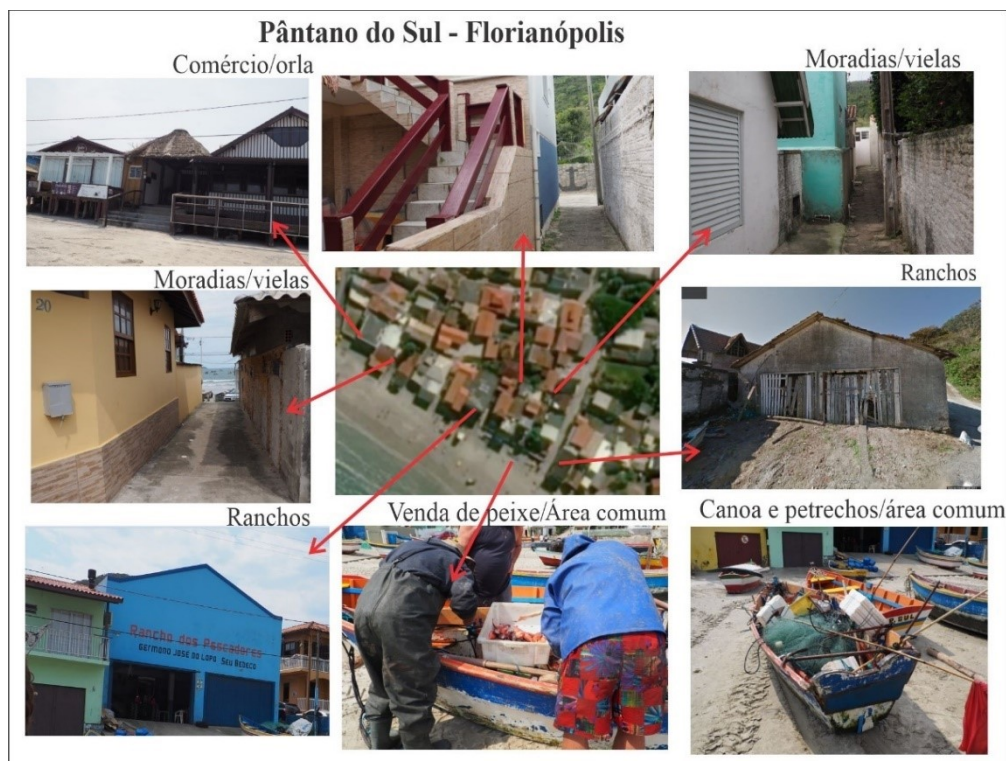 Pântano do Sul - Florianópolis
Comércio/orla
Moradias/vielas
Moradias/vielas
20
Ranchos
Ranchos
Rancho dos Pescadores
Venda de peixe/Área comum
Canoa e petrechos/área comum